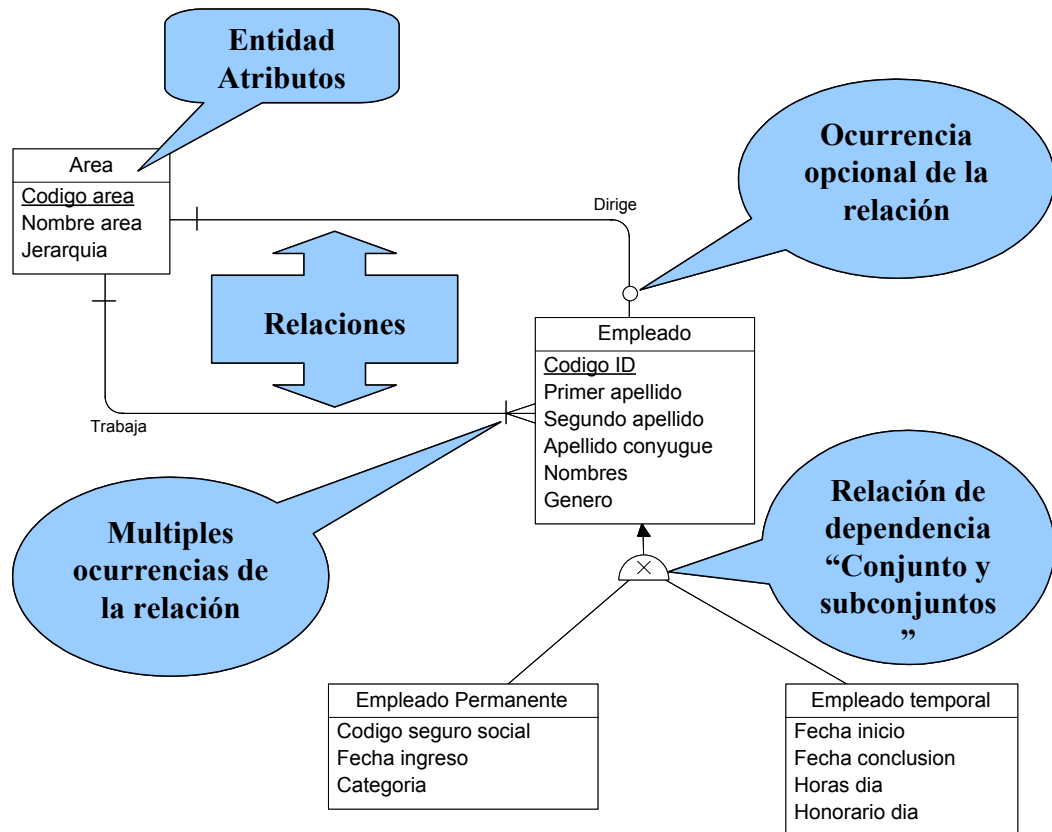 Entidad
Atributos
Area
Codigo area
Nombre area
Jerarquia
Dirige
Ocurrencia
opcional de la
relación
Relaciones
Empleado
Codigo ID
Primer apellido
Segundo apellido
Apellido conyugue
Nombres
Genero
Trabaja
Multiples
ocurrencias de
la relación
Relación de
dependencia
“Conjunto y
subconjuntos
”
Empleado Permanente
Codigo seguro social
Fecha ingreso
Categoria
Empleado temporal
Fecha inicio
Fecha conclusion
Horas dia
Honorario dia